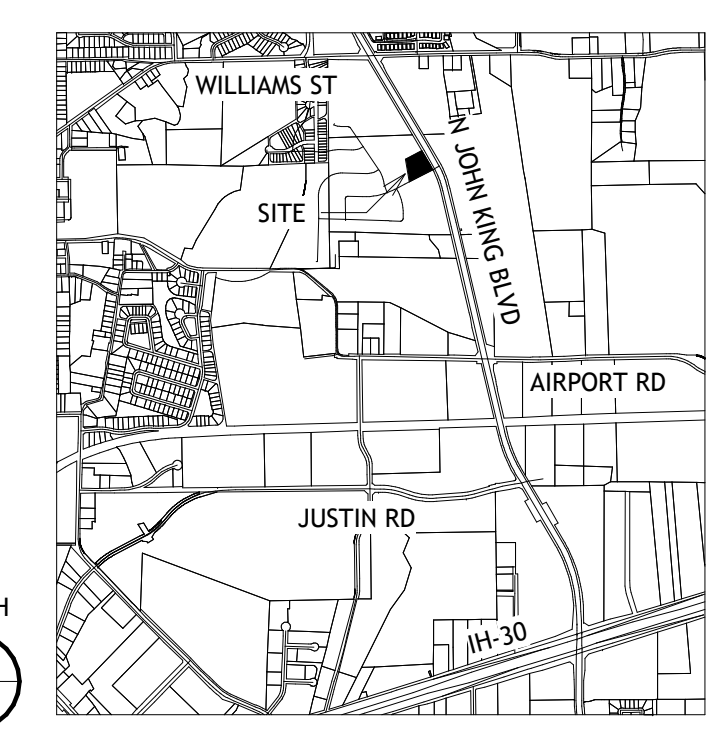 WILLIAMS ST
N JOHN KING BLVD
SITE
AIRPORT RD
JUSTIN RD
H
IH-30